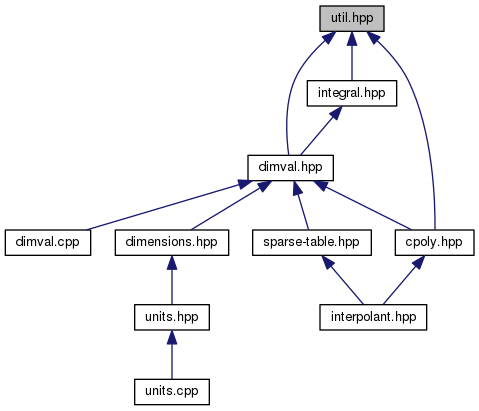 util.hpp
integral.hpp
dimval.hpp
dimval.cpp
dimensions.hpp
sparse-table.hpp
cpoly.hpp
units.hpp
interpolant.hpp
units.cpp